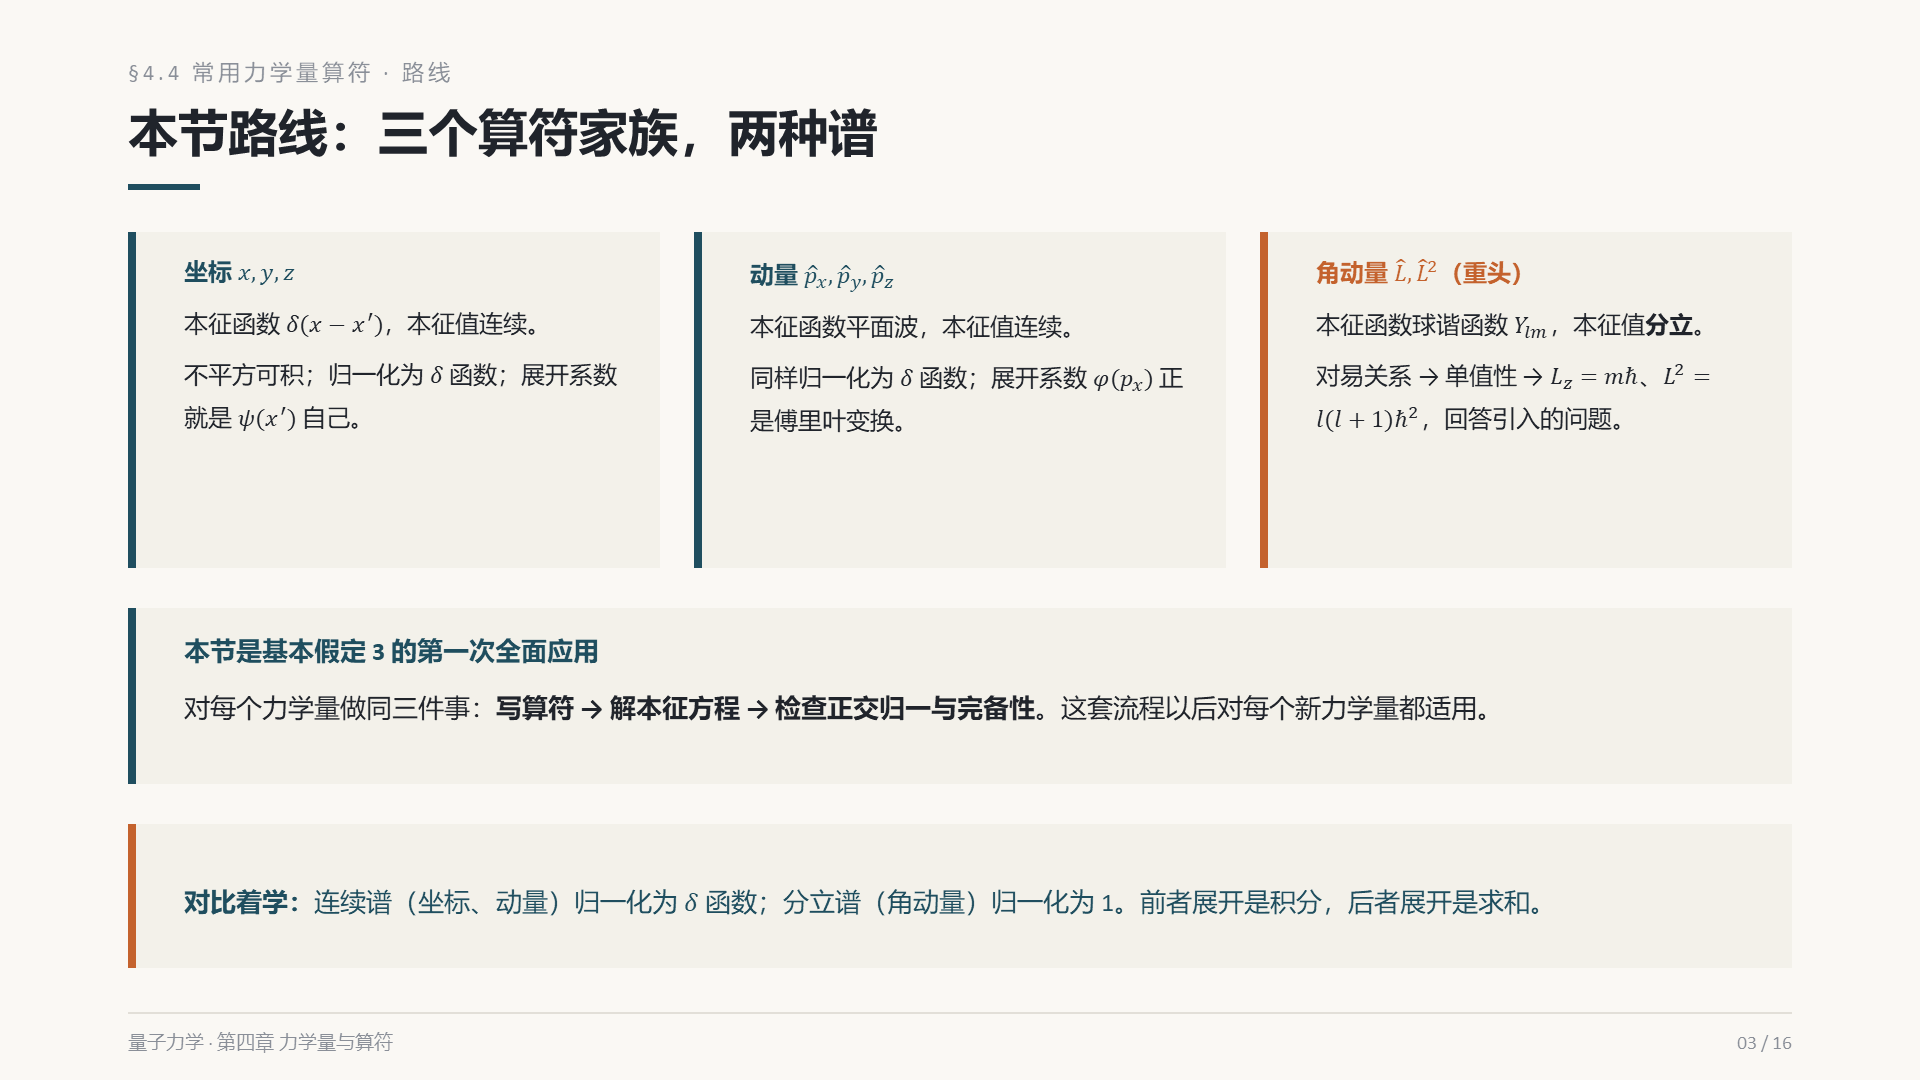 §4.4 常用力学量算符 · 路线
本节路线：三个算符家族，两种谱
坐标 x, y, z
本征函数 δ(x − x′)，本征值连续。
不平方可积；归一化为 δ 函数；展开系数
就是 ψ(x′) 自己。
动量 p̂ₓ, p̂_y, p̂_z
本征函数平面波，本征值连续。
同样归一化为 δ 函数；展开系数 φ(pₓ) 正
是傅里叶变换。
角动量 L̂, L̂²（重头）
本征函数球谐函数 Y_lm，本征值分立。
对易关系 → 单值性 → L_z = mℏ、L² =
l(l + 1)ℏ²，回答引入的问题。
本节是基本假定 3 的第一次全面应用
对每个力学量做同三件事：写算符 → 解本征方程 → 检查正交归一与完备性。这套流程以后对每个新力学量都适用。
对比着学：连续谱（坐标、动量）归一化为 δ 函数；分立谱（角动量）归一化为 1。前者展开是积分，后者展开是求和。
量子力学 · 第四章 力学量与算符
03 / 16